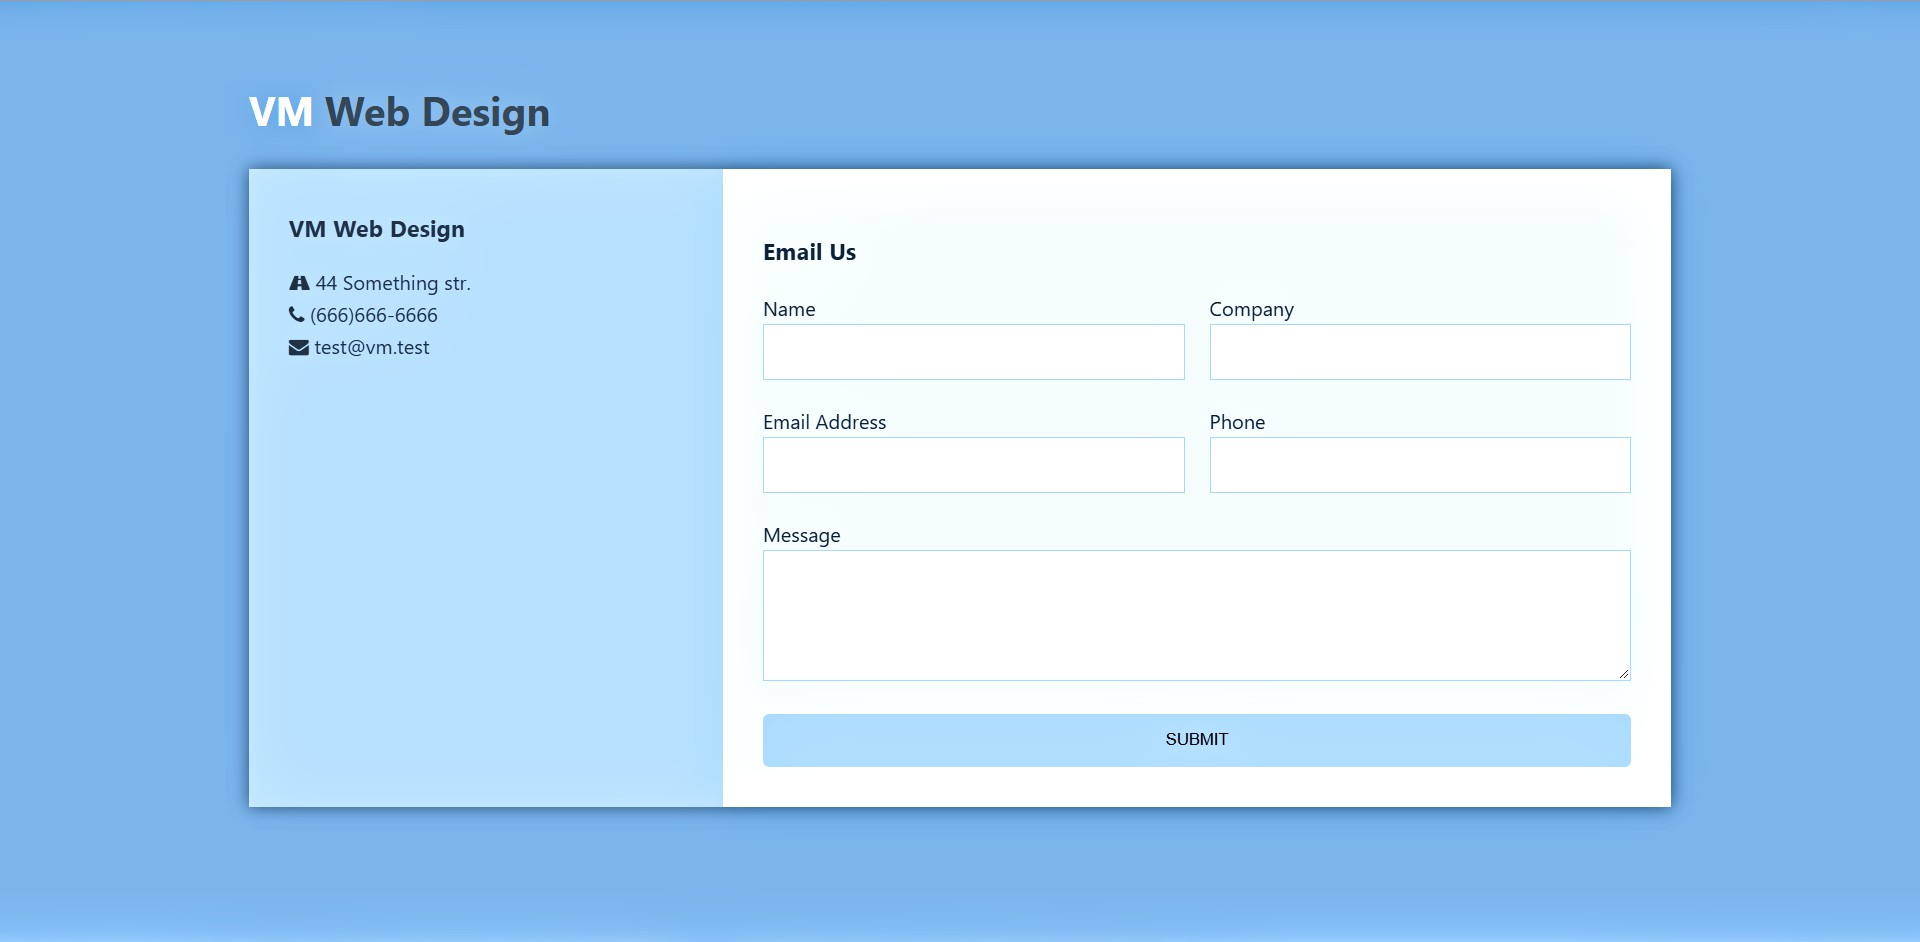 VM Web Design
VM Web Design
44 Something str.
(666)666-6666
test@vm.test
Email Us
Name
Company
Email Address
Phone
Message
SUBMIT